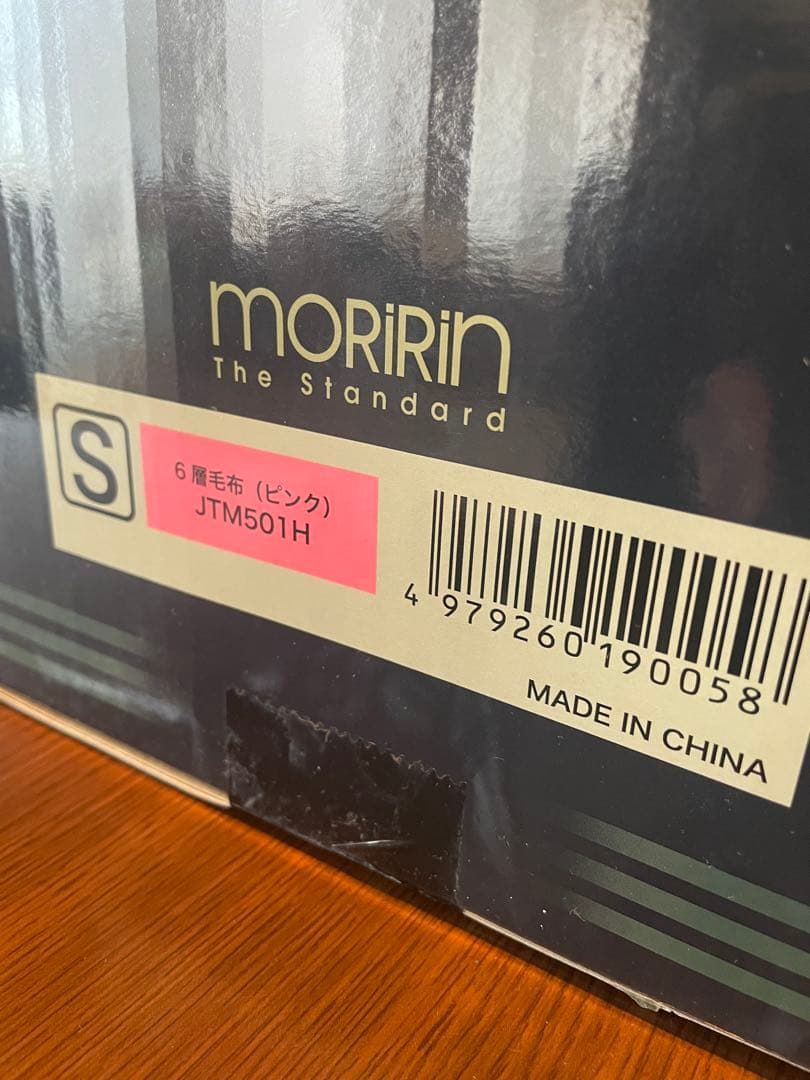 moRiRin
The Standard
S
6層毛布（ピンク）
JTM501H
4 979260 190058
MADE IN CHINA